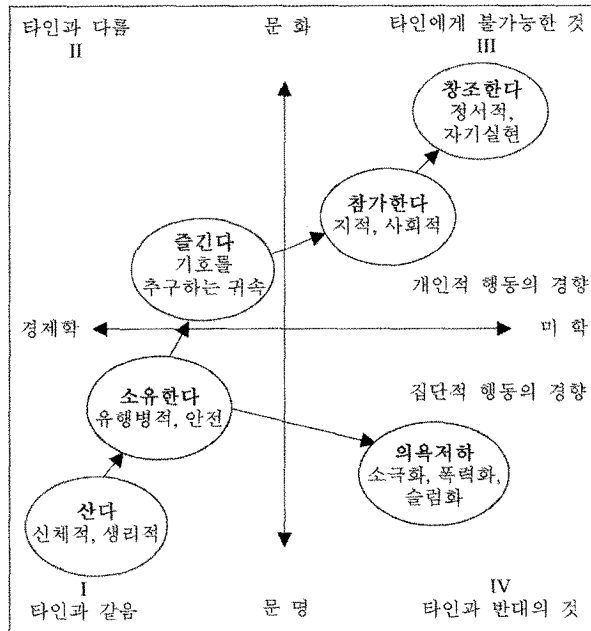 타인과 다름 문 화 타인에게 불가능한 것
II III
창조한다
정서적,
자기실현
참가한다
지적, 사회적
즐긴다
기호를
추구하는 귀속
개인적 행동의 경향
경제학 미 학
집단적 행동의 경향
소유한다
유행병적, 안전
의욕저하
소극화, 폭력화,
슬럼화
산다
신체적, 생리적
I IV
타인과 같음 문 명 타인과 반대의 것